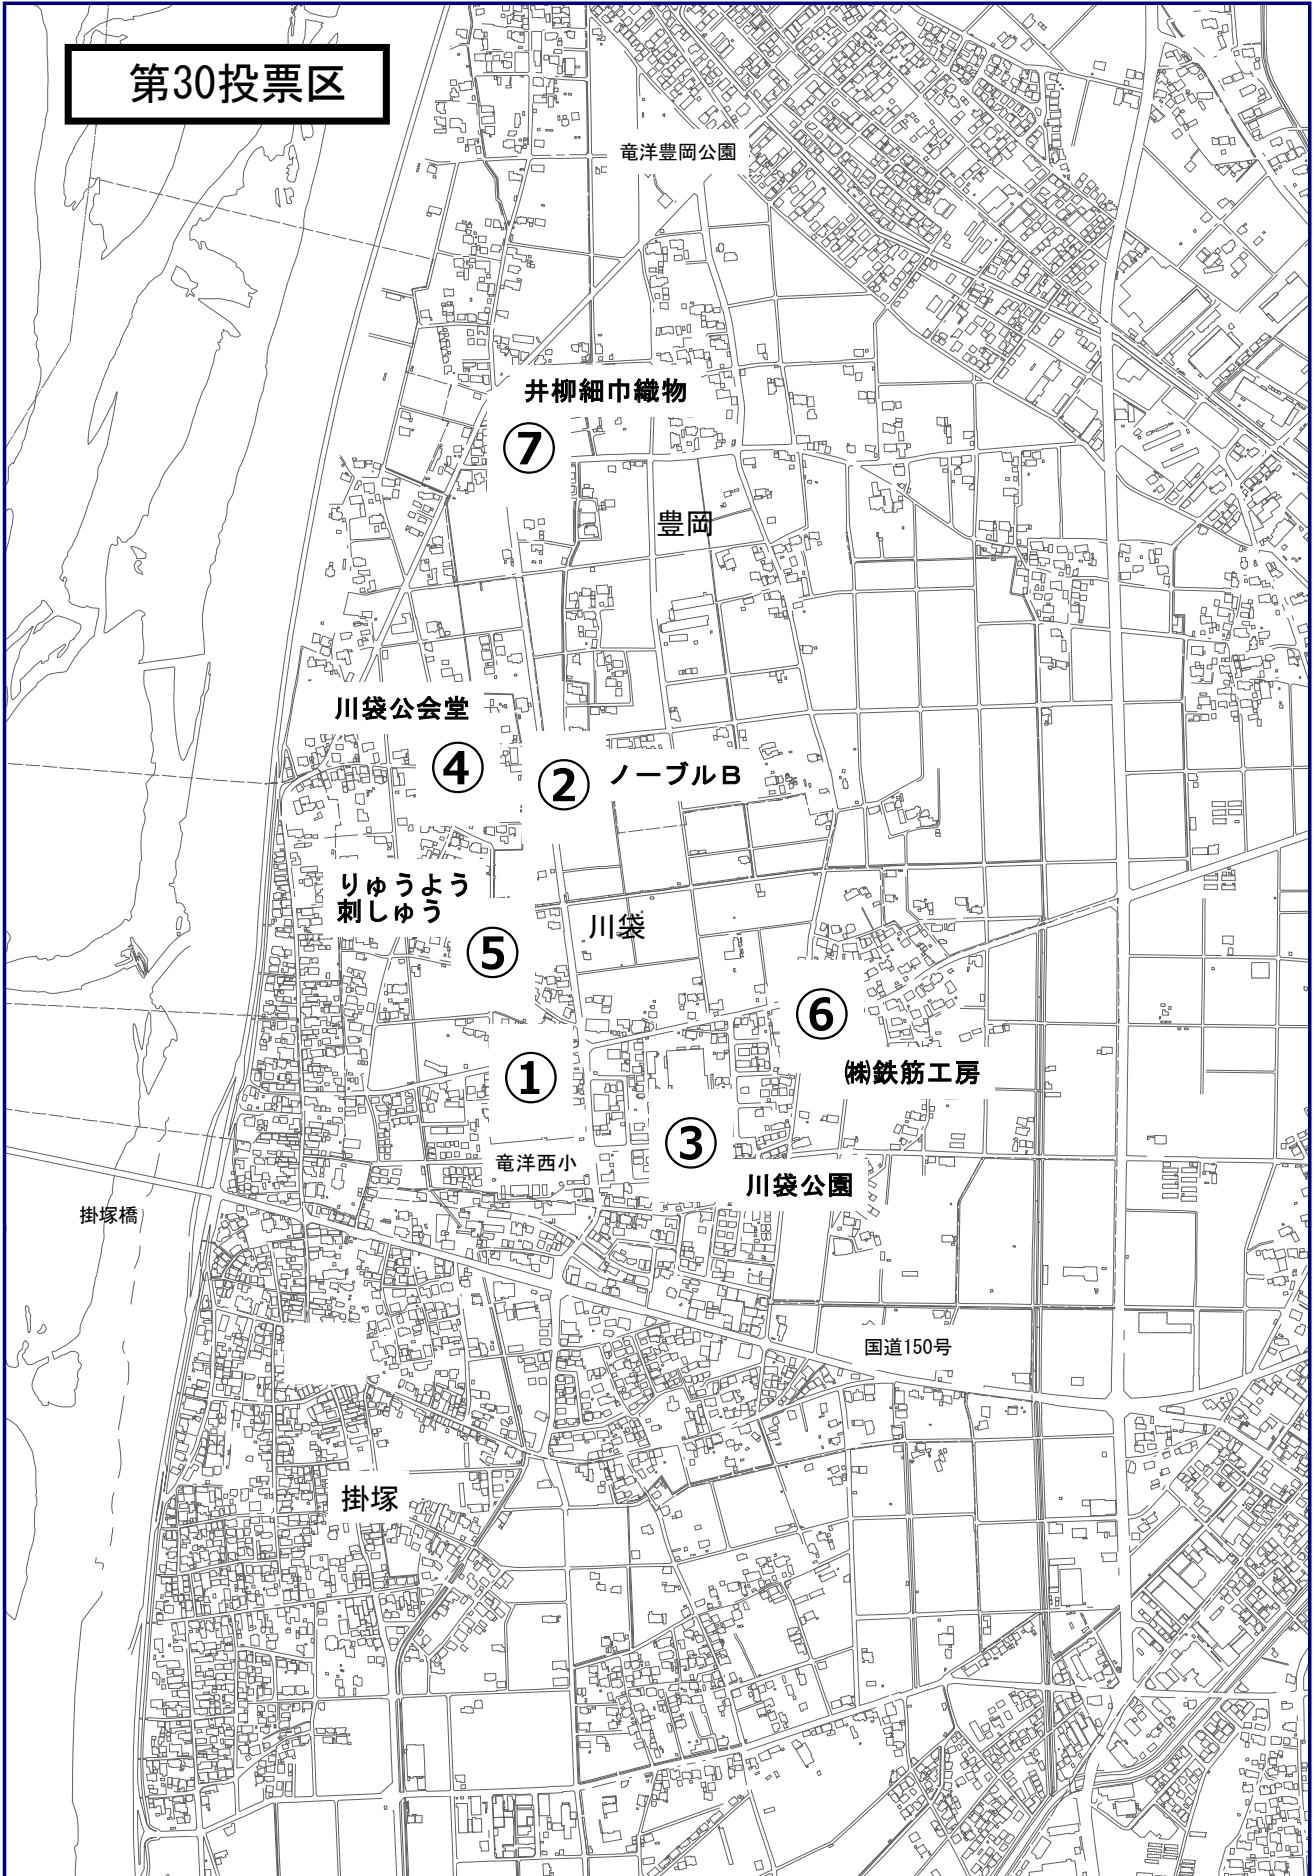 第30投票区
竜洋豊岡公園
井柳細巾織物
⑦
豊岡
川袋公会堂
④
②
ノーブルB
りゅうよう
刺しゅう
川袋
⑤
⑥
㈱鉄筋工房
①
③
竜洋西小
川袋公園
掛塚橋
国道150号
掛塚